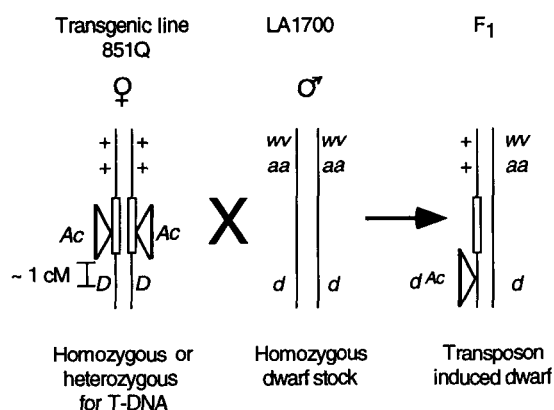 Transgenic line
851Q
♀
+ +
+ +
Ac Ac
~ 1 cM
D D
Homozygous or
heterozygous
for T-DNA
X
LA1700
♂
wv wv
aa aa
d d
Homozygous
dwarf stock
F1
+ wv
+ aa
d Ac d
Transposon
induced dwarf